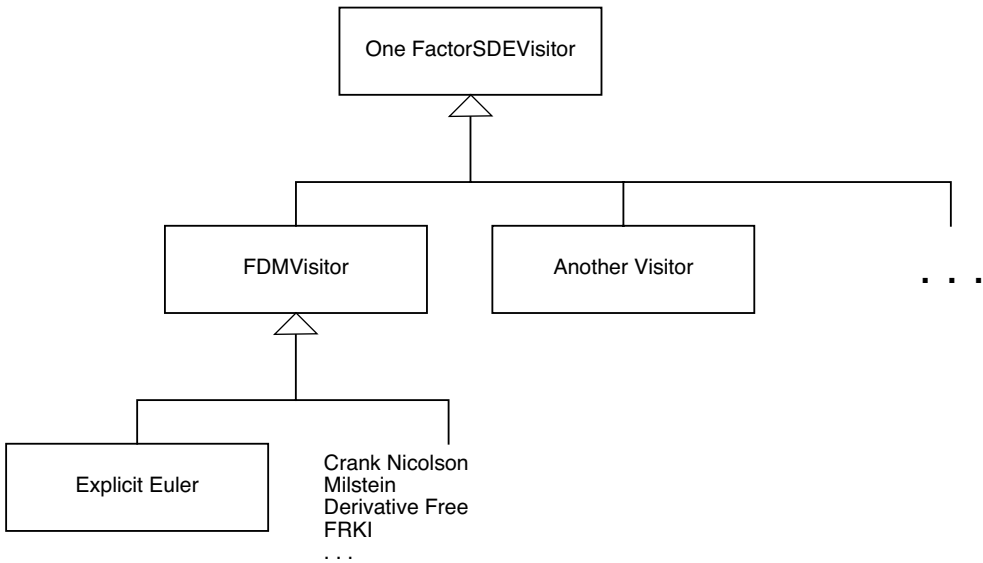 One FactorSDEVisitor
FDMVisitor
Another Visitor
. . .
Explicit Euler
Crank Nicolson
Milstein
Derivative Free
FRKI
. . .